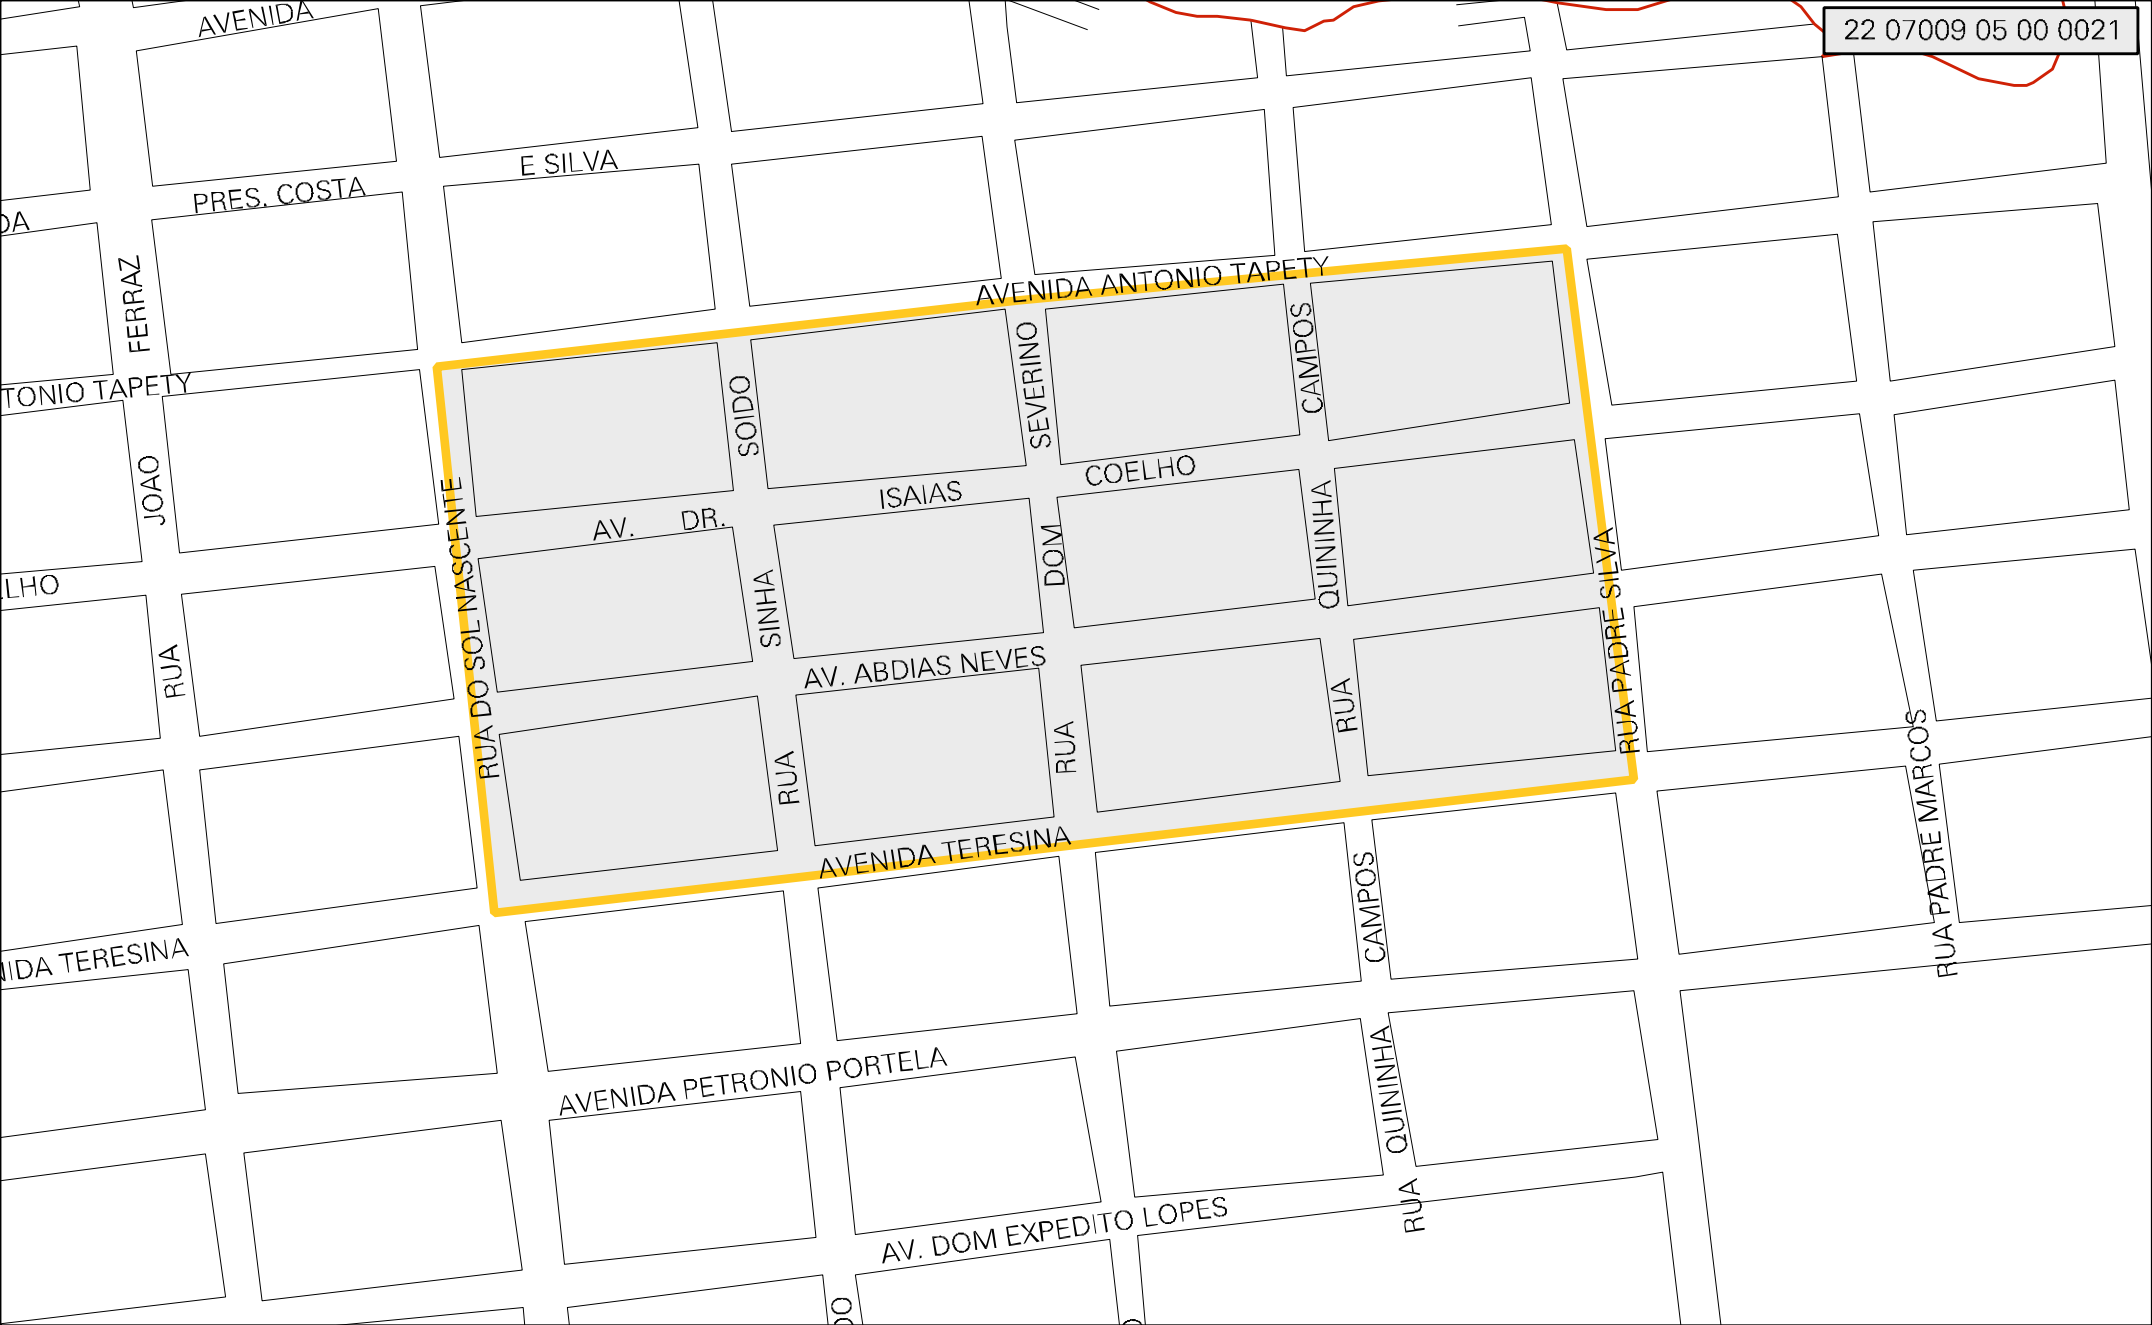 AVENIDA
22 07009 05 00 0021
E SILVA
PRES. COSTA
DA
FERRAZ
AVENIDA ANTONIO TAPETY
TONIO TAPETY
SOIDO
SEVERINO
CAMPOS
JOAO
COELHO
ISAIAS
AV. DR.
RUA DO SOL NASCENTE
DOM
QUININHA
SINHA
LHO
RUA
AV. ABDIAS NEVES
RUA PADRE SILVA
RUA
RUA
RUA
RUA PADRE MARCOS
AVENIDA TERESINA
CAMPOS
NIDA TERESINA
AVENIDA PETRONIO PORTELA
QUININHA
RUA
AV. DOM EXPEDITO LOPES
DO